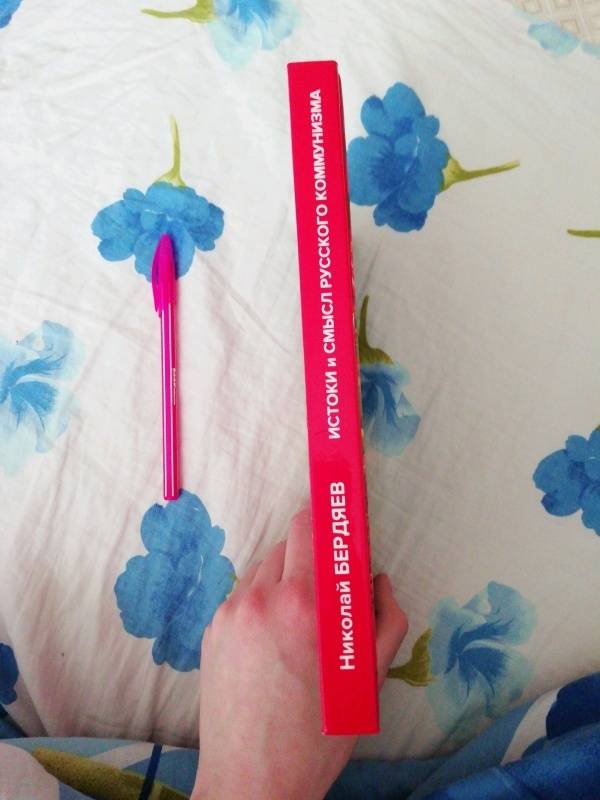 Николай БЕРДЯЕВ
ИСТОКИ и СМЫСЛ РУССКОГО КОММУНИЗМА